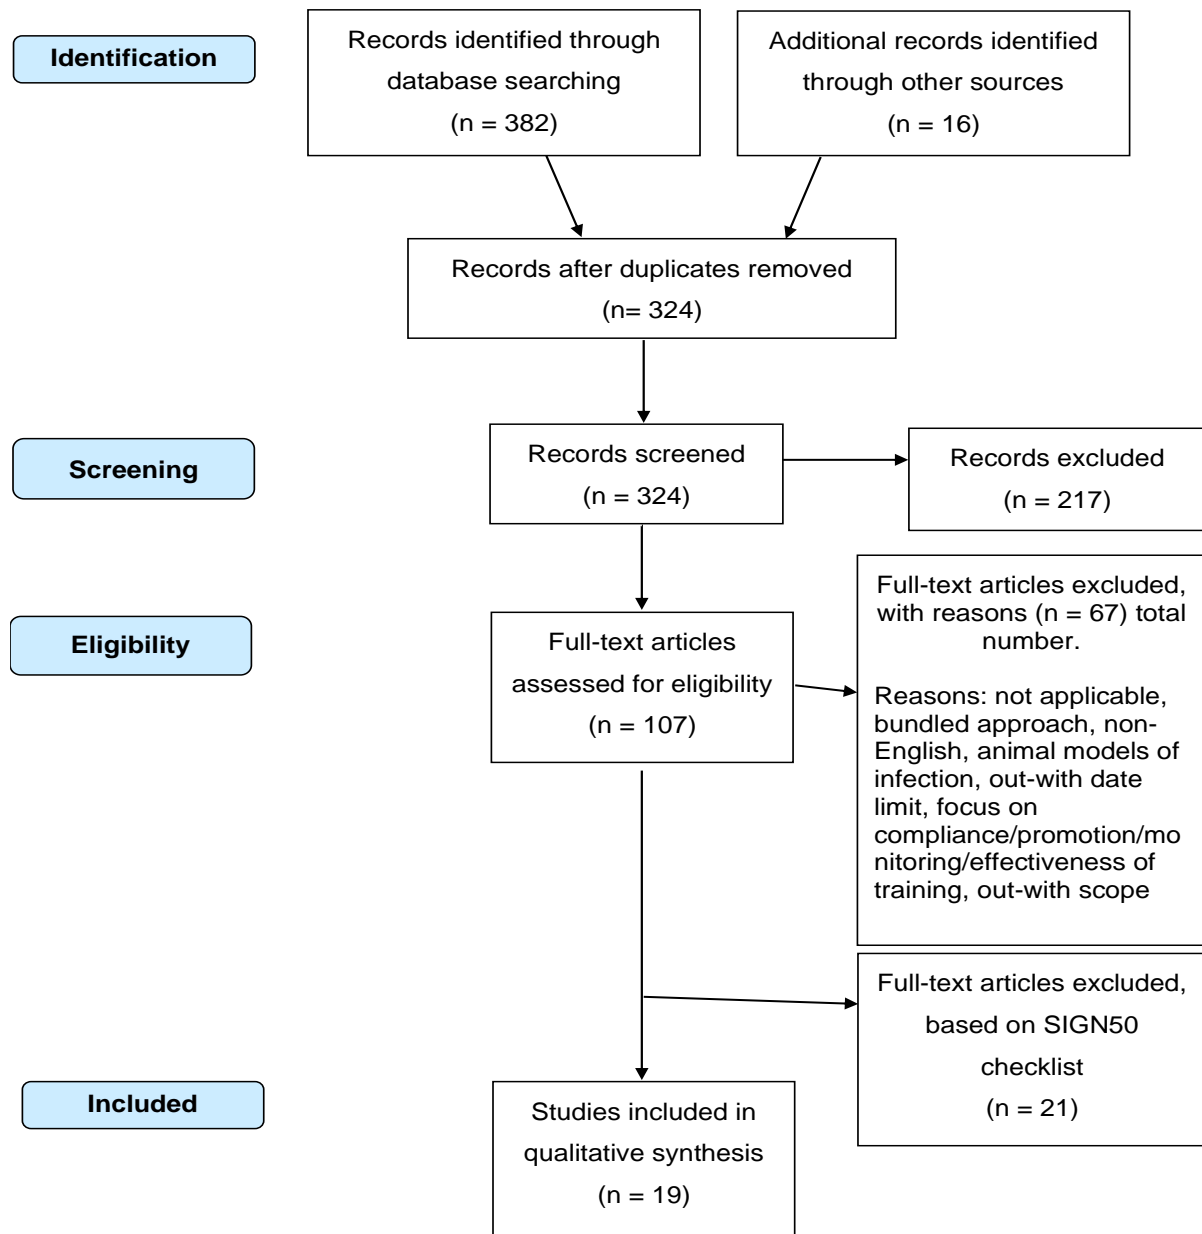 Identification
Records identified through
database searching
(n = 382)
Additional records identified
through other sources
(n = 16)
Records after duplicates removed
(n= 324)
Screening
Records screened
(n = 324)
Records excluded
(n = 217)
Eligibility
Full-text articles
assessed for eligibility
(n = 107)
Full-text articles excluded,
with reasons (n = 67) total
number.
Reasons: not applicable,
bundled approach, non-
English, animal models of
infection, out-with date
limit, focus on
compliance/promotion/mo
nitoring/effectiveness of
training, out-with scope
Full-text articles excluded,
based on SIGN50
checklist
(n = 21)
Included
Studies included in
qualitative synthesis
(n = 19)